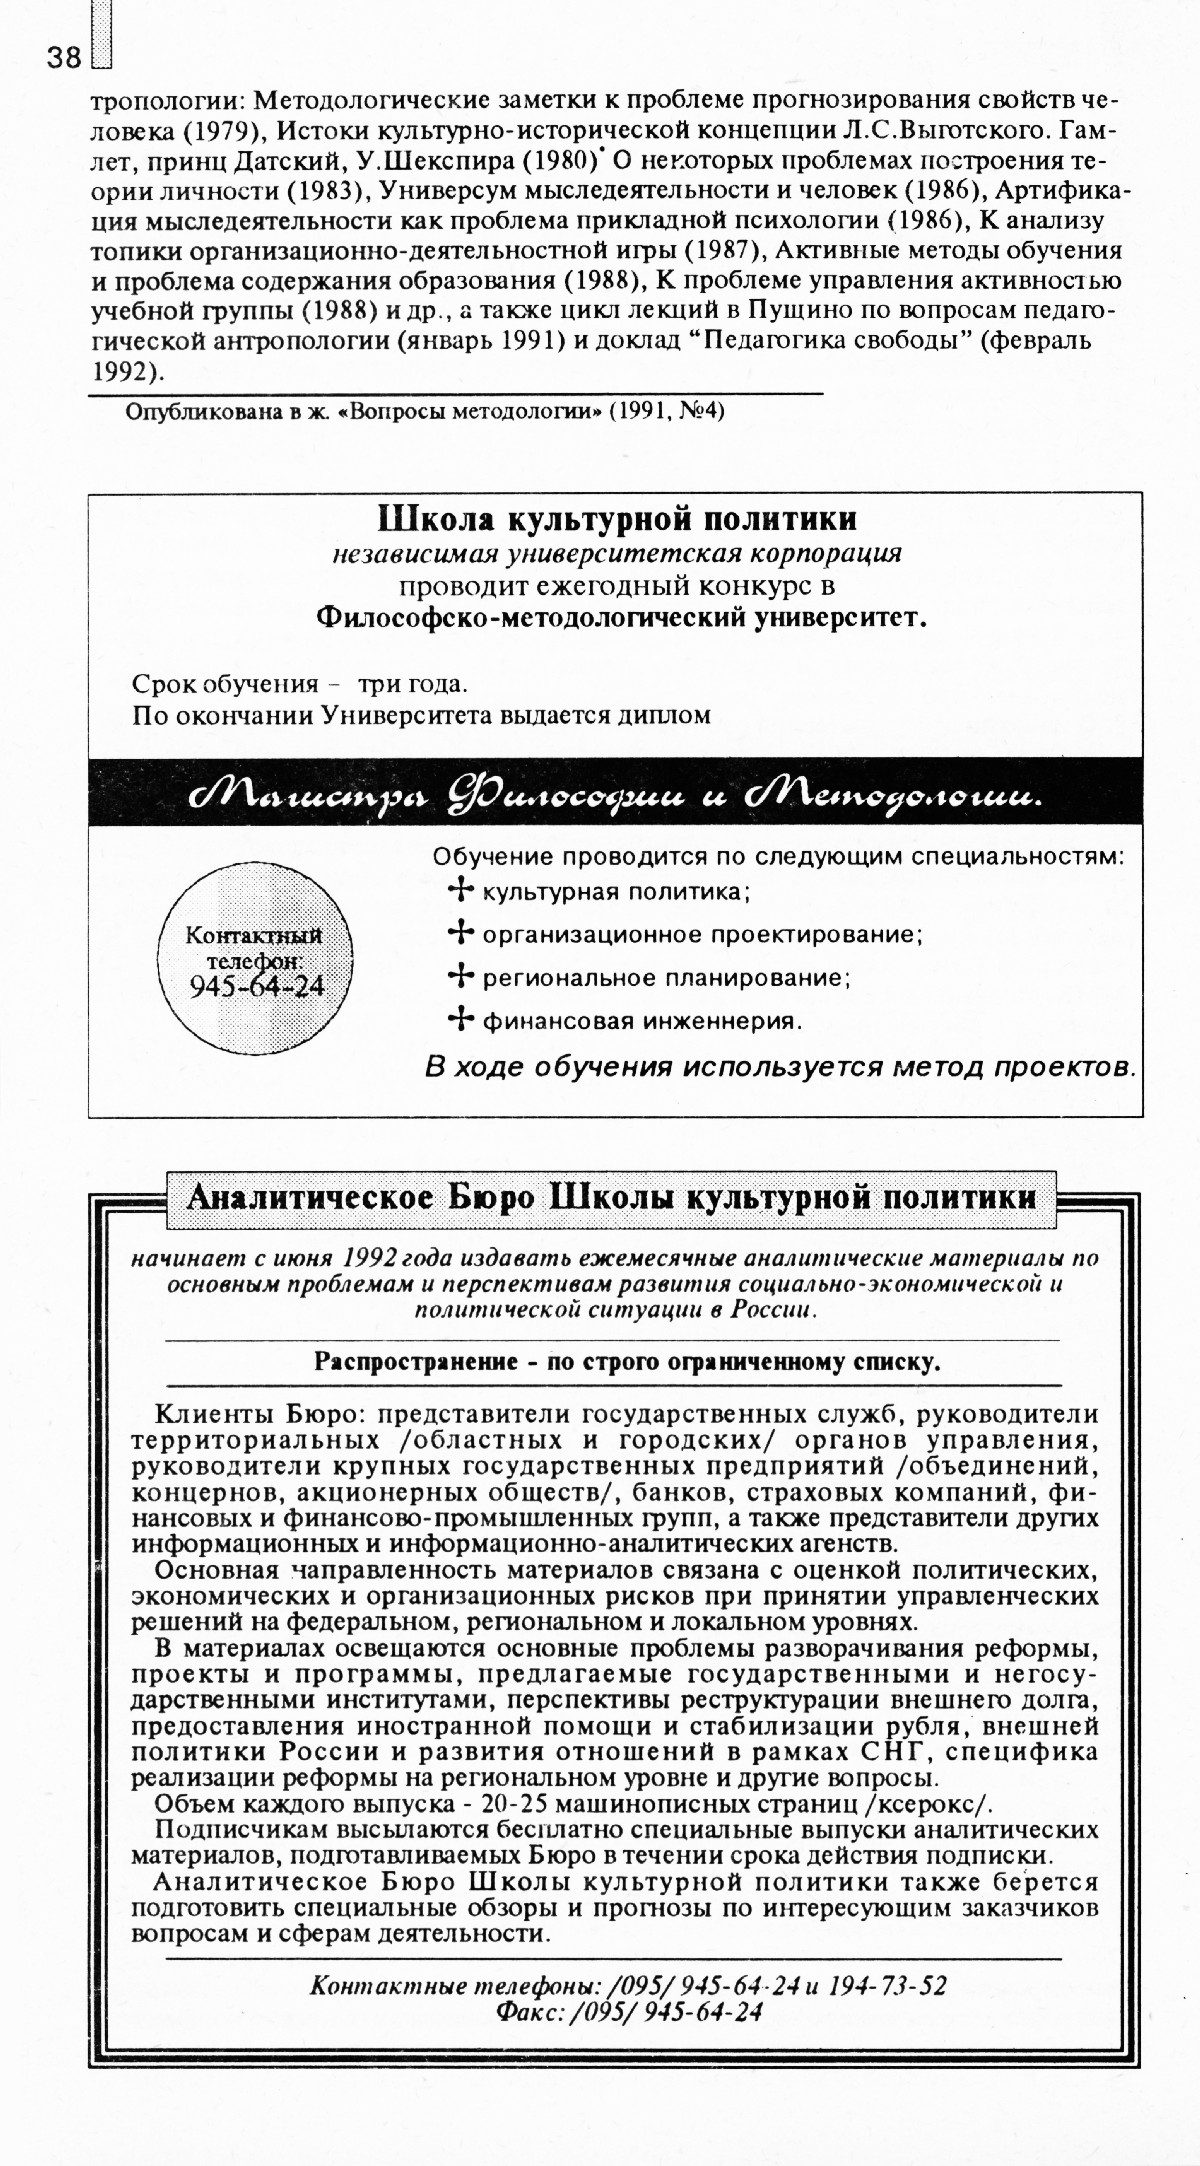 38
тропологии: Методологические заметки к проблеме прогнозирования свойств че-
ловека (1979), Истоки культурно-исторической концепции Л.С.Выготского. Гам-
лет, принц Датский, У.Шекспира (1980)* О некоторых проблемах построения те-
ории личности (1983), Универсум мыследеятельности и человек (1986), Артифика-
ция мыследеятельности как проблема прикладной психологии (1986), К анализу
топики организационно-деятельностной игры (1987), Активные методы обучения
и проблема содержания образования (1988), К проблеме управления активностью
учебной группы (1988) и др., а также цикл лекций в Пущино по вопросам педаго-
гической антропологии (январь 1991) и доклад “Педагогика свободы” (февраль
1992).
Опубликована в ж. «Вопросы методологии» (1991, №4)
Школа культурной политики
независимая университетская корпорация
проводит ежегодный конкурс в
Философско-методологический университет.
Срок обучения – три года.
По окончании Университета выдается диплом
Магистра Философии и Методологии.
Обучение проводится по следующим специальностям:
культурная политика;
организационное проектирование;
региональное планирование;
финансовая инженнерия.
Контактный
телефон:
945-64-24
В ходе обучения используется метод проектов.
Аналитическое Бюро Школы культурной политики
начинает с июня 1992 года издавать ежемесячные аналитические материалы по
основным проблемам и перспективам развития социально-экономической и
политической ситуации в России.
Распространение - по строго ограниченному списку.
Клиенты Бюро: представители государственных служб, руководители
территориальных /областных и городских/ органов управления,
руководители крупных государственных предприятий /объединений,
концернов, акционерных обществ/, банков, страховых компаний, фи-
нансовых и финансово-промышленных групп, а также представители других
информационных и информационно-аналитических агенств.
Основная направленность материалов связана с оценкой политических,
экономических и организационных рисков при принятии управленческих
решений на федеральном, региональном и локальном уровнях.
В материалах освещаются основные проблемы разворачивания реформы,
проекты и программы, предлагаемые государственными и негосу-
дарственными институтами, перспективы реструктурации внешнего долга,
предоставления иностранной помощи и стабилизации рубля, внешней
политики России и развития отношений в рамках СНГ, специфика
реализации реформы на региональном уровне и другие вопросы.
Объем каждого выпуска - 20-25 машинописных страниц /ксерокс/.
Подписчикам высылаются бесплатно специальные выпуски аналитических
материалов, подготавливаемых Бюро в течении срока действия подписки.
Аналитическое Бюро Школы культурной политики также берется
подготовить специальные обзоры и прогнозы по интересующим заказчиков
вопросам и сферам деятельности.
Контактные телефоны: /095/ 945-64-24 и 194-73-52
Факс: /095/ 945-64-24